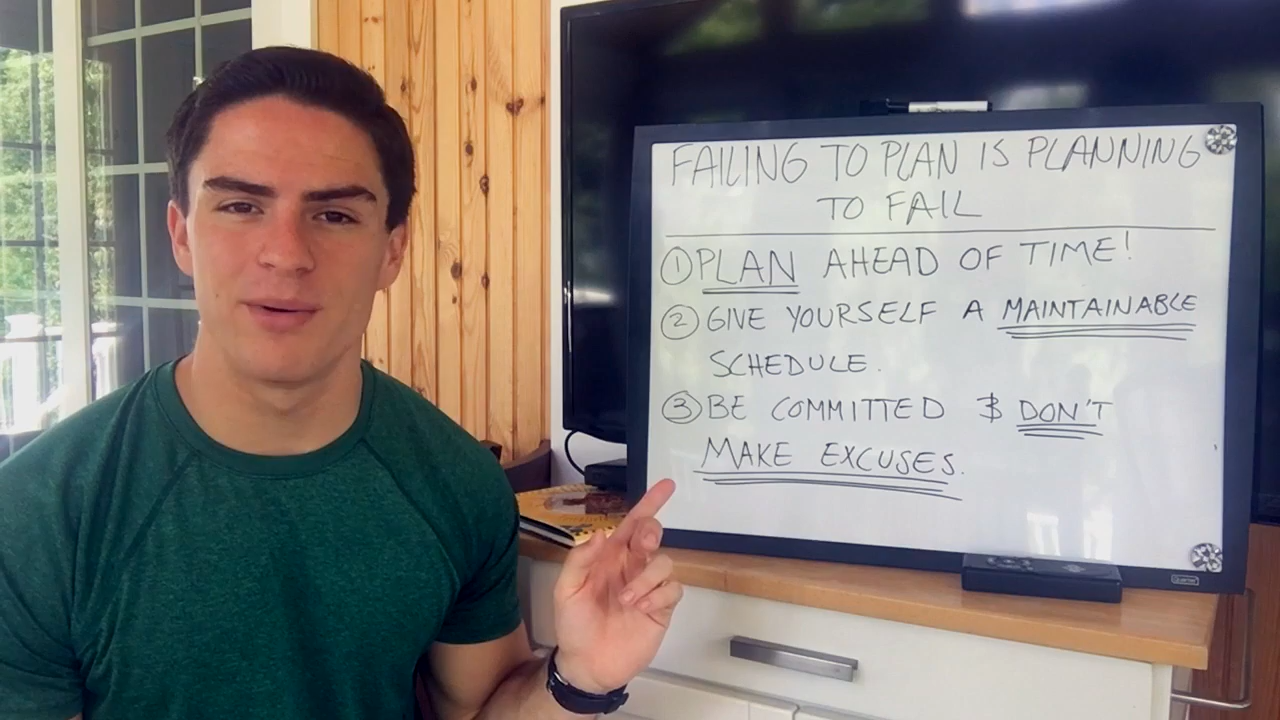 FAILING TO PLAN IS PLANNING
TO FAIL
① PLAN AHEAD OF TIME!
② GIVE YOURSELF A MAINTAINABLE
SCHEDULE.
③ BE COMMITTED & DON'T
MAKE EXCUSES.